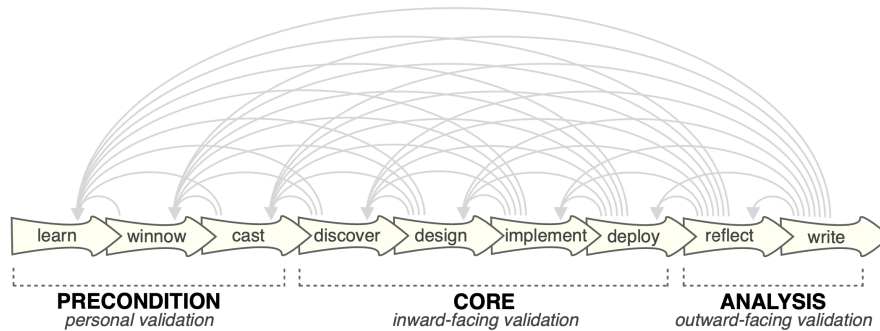 learn winnow cast discover design implement deploy reflect write
PRECONDITION CORE ANALYSIS
personal validation inward-facing validation outward-facing validation